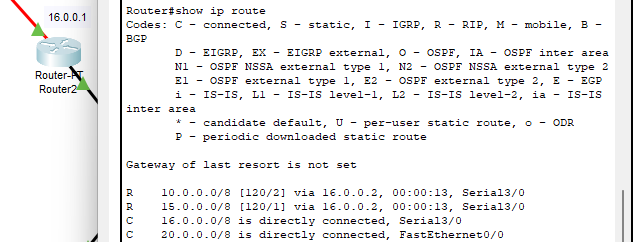 16.0.0.1
Router-PT
Router2
Router#show ip route
Codes: C - connected, S - static, I - IGRP, R - RIP, M - mobile, B -
BGP
D - EIGRP, EX - EIGRP external, O - OSPF, IA - OSPF inter area
N1 - OSPF NSSA external type 1, N2 - OSPF NSSA external type 2
E1 - OSPF external type 1, E2 - OSPF external type 2, E - EGP
i - IS-IS, L1 - IS-IS level-1, L2 - IS-IS level-2, ia - IS-IS
inter area
* - candidate default, U - per-user static route, o - ODR
P - periodic downloaded static route
Gateway of last resort is not set
R 10.0.0.0/8 [120/2] via 16.0.0.2, 00:00:13, Serial3/0
R 15.0.0.0/8 [120/1] via 16.0.0.2, 00:00:13, Serial3/0
C 16.0.0.0/8 is directly connected, Serial3/0
C 20.0.0.0/8 is directly connected, FastEthernet0/0